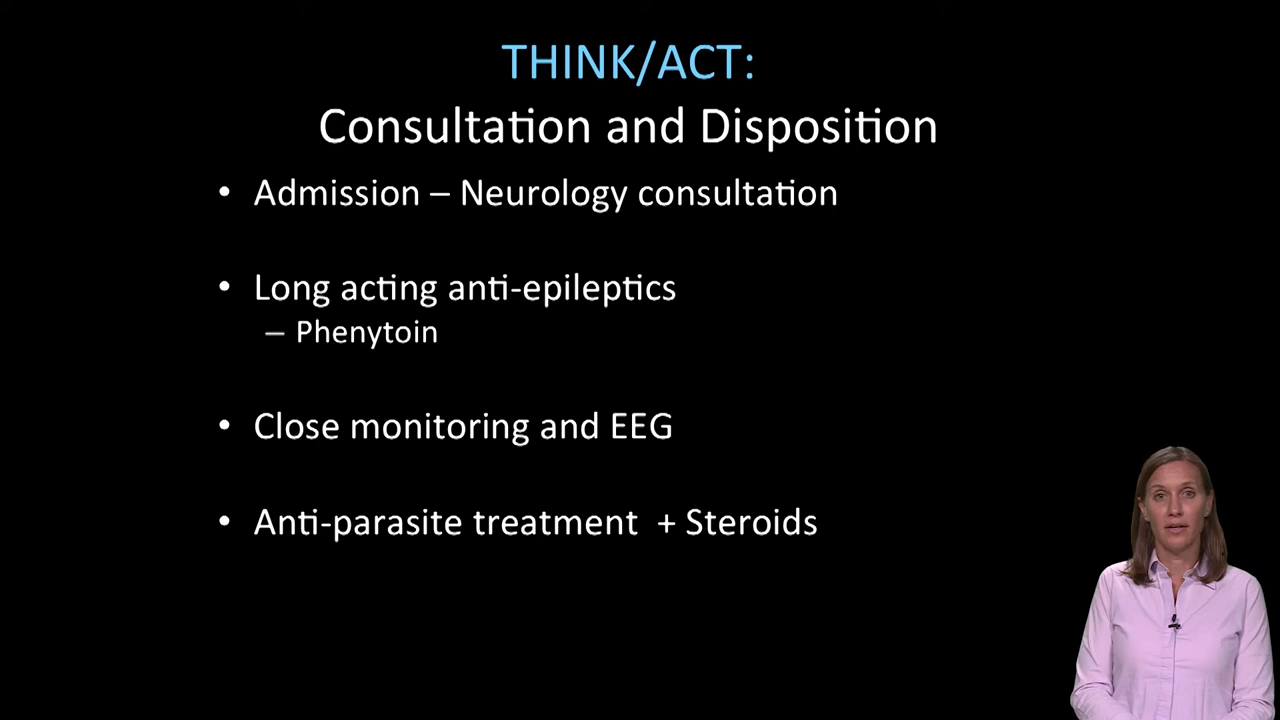 THINK/ACT:
Consultation and Disposition
• Admission – Neurology consultation
• Long acting anti-epileptics
– Phenytoin
• Close monitoring and EEG
• Anti-parasite treatment + Steroids